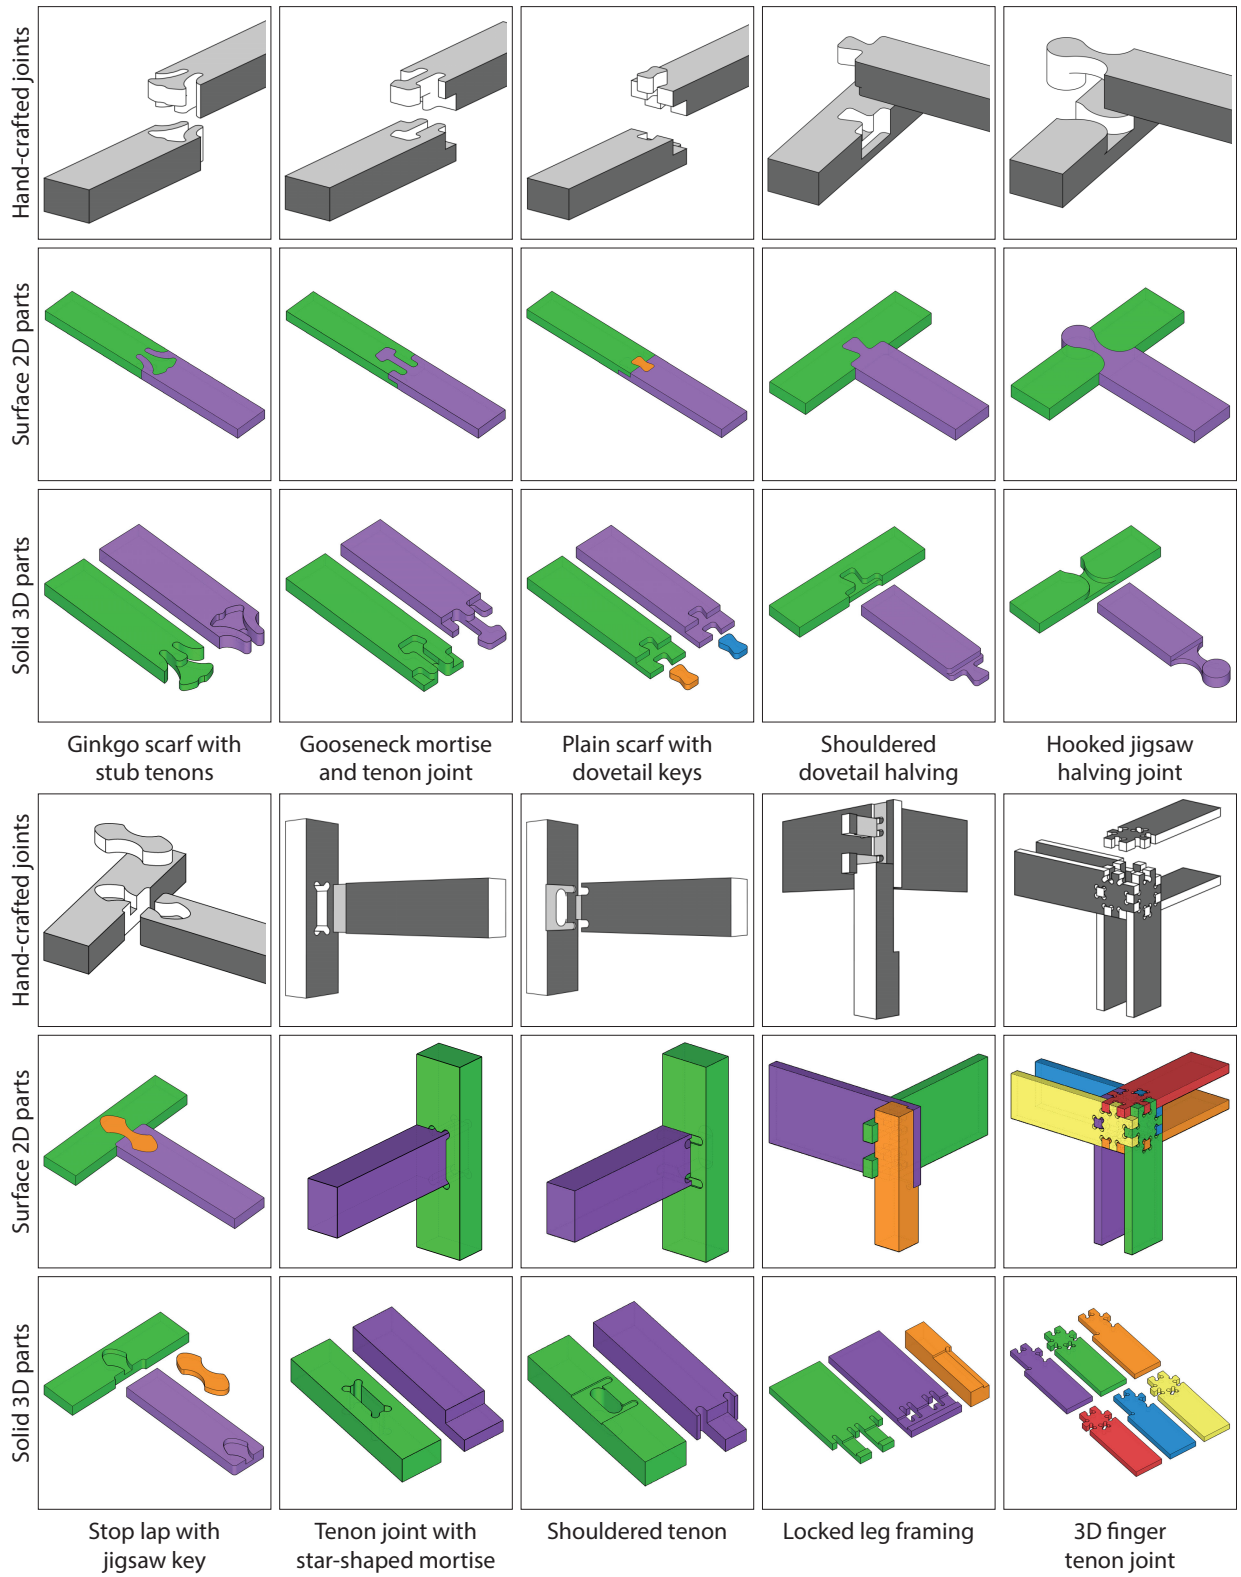 Hand-crafted joints
Surface 2D parts
Solid 3D parts
Ginkgo scarf with
stub tenons
Gooseneck mortise
and tenon joint
Plain scarf with
dovetail keys
Shouldered
dovetail halving
Hooked jigsaw
halving joint
Hand-crafted joints
Surface 2D parts
Solid 3D parts
Stop lap with
jigsaw key
Tenon joint with
star-shaped mortise
Shouldered tenon
Locked leg framing
3D finger
tenon joint